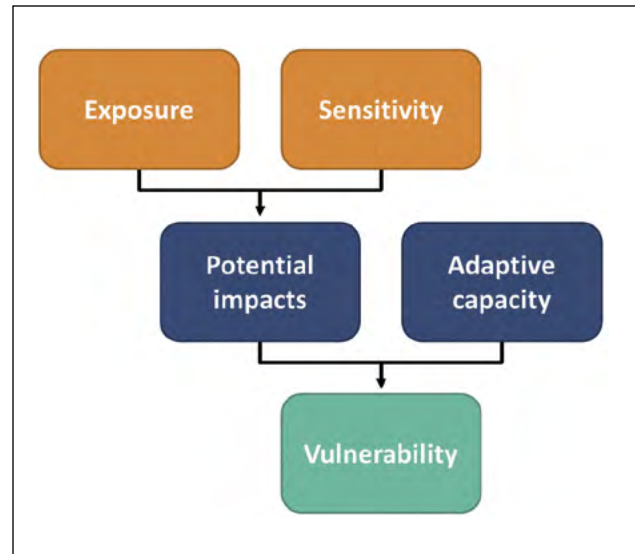 Exposure
Sensitivity
Potential
impacts
Adaptive
capacity
Vulnerability